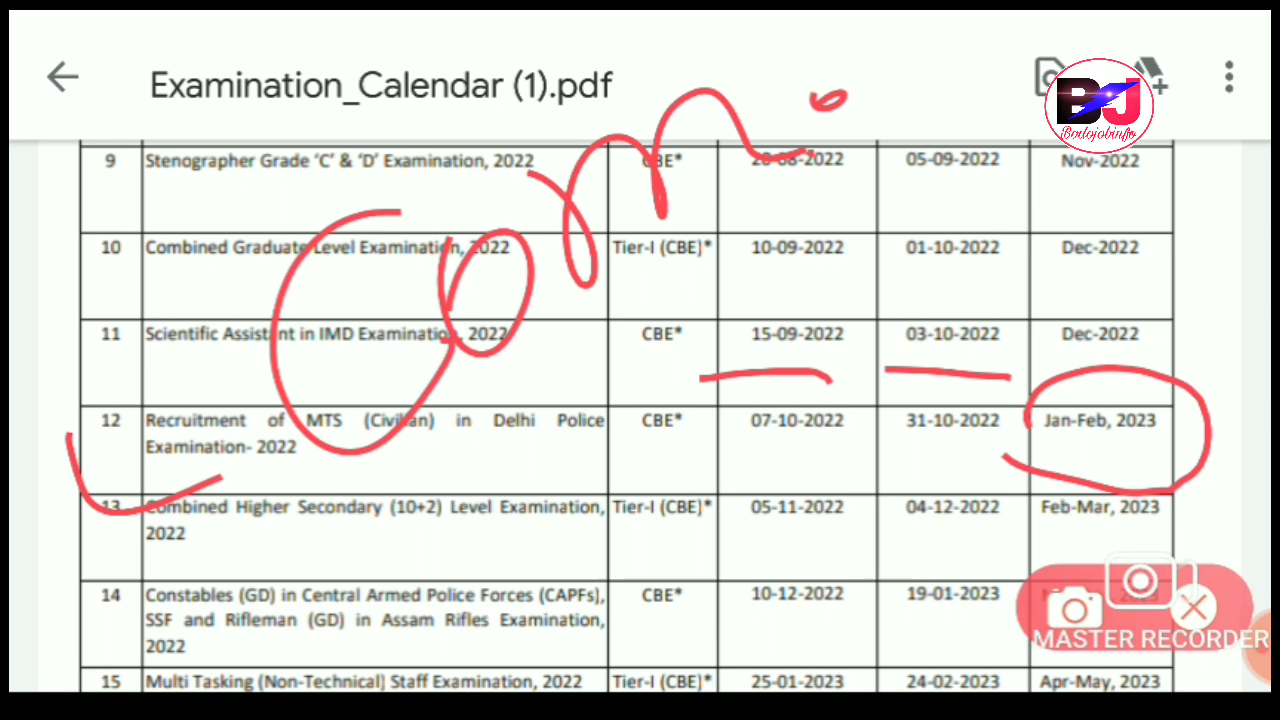 Examination_Calendar (1).pdf
BJ
Bodojobinfo
9 Stenographer Grade ‘C’ & ‘D’ Examination, 2022 CBE* 20-08-2022 05-09-2022 Nov-2022
10 Combined Graduate Level Examination, 2022 Tier-I (CBE)* 10-09-2022 01-10-2022 Dec-2022
11 Scientific Assistant in IMD Examination, 2022 CBE* 15-09-2022 03-10-2022 Dec-2022
12 Recruitment of MTS (Civilian) in Delhi Police CBE* 07-10-2022 31-10-2022 Jan-Feb, 2023
Examination- 2022
13 Combined Higher Secondary (10+2) Level Examination, Tier-I (CBE)* 05-11-2022 04-12-2022 Feb-Mar, 2023
2022
14 Constables (GD) in Central Armed Police Forces (CAPFs), CBE* 10-12-2022 19-01-2023
SSF and Rifleman (GD) in Assam Rifles Examination,
2022
MASTER RECORDER
15 Multi Tasking (Non-Technical) Staff Examination, 2022 Tier-I (CBE)* 25-01-2023 24-02-2023 Apr-May, 2023